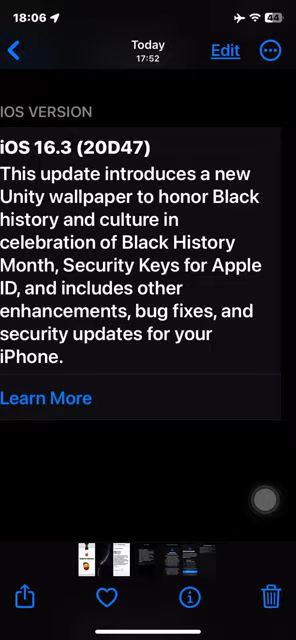 18:06
44
Today
17:52
Edit
IOS VERSION
iOS 16.3 (20D47)
This update introduces a new
Unity wallpaper to honor Black
history and culture in
celebration of Black History
Month, Security Keys for Apple
ID, and includes other
enhancements, bug fixes, and
security updates for your
iPhone.
Learn More